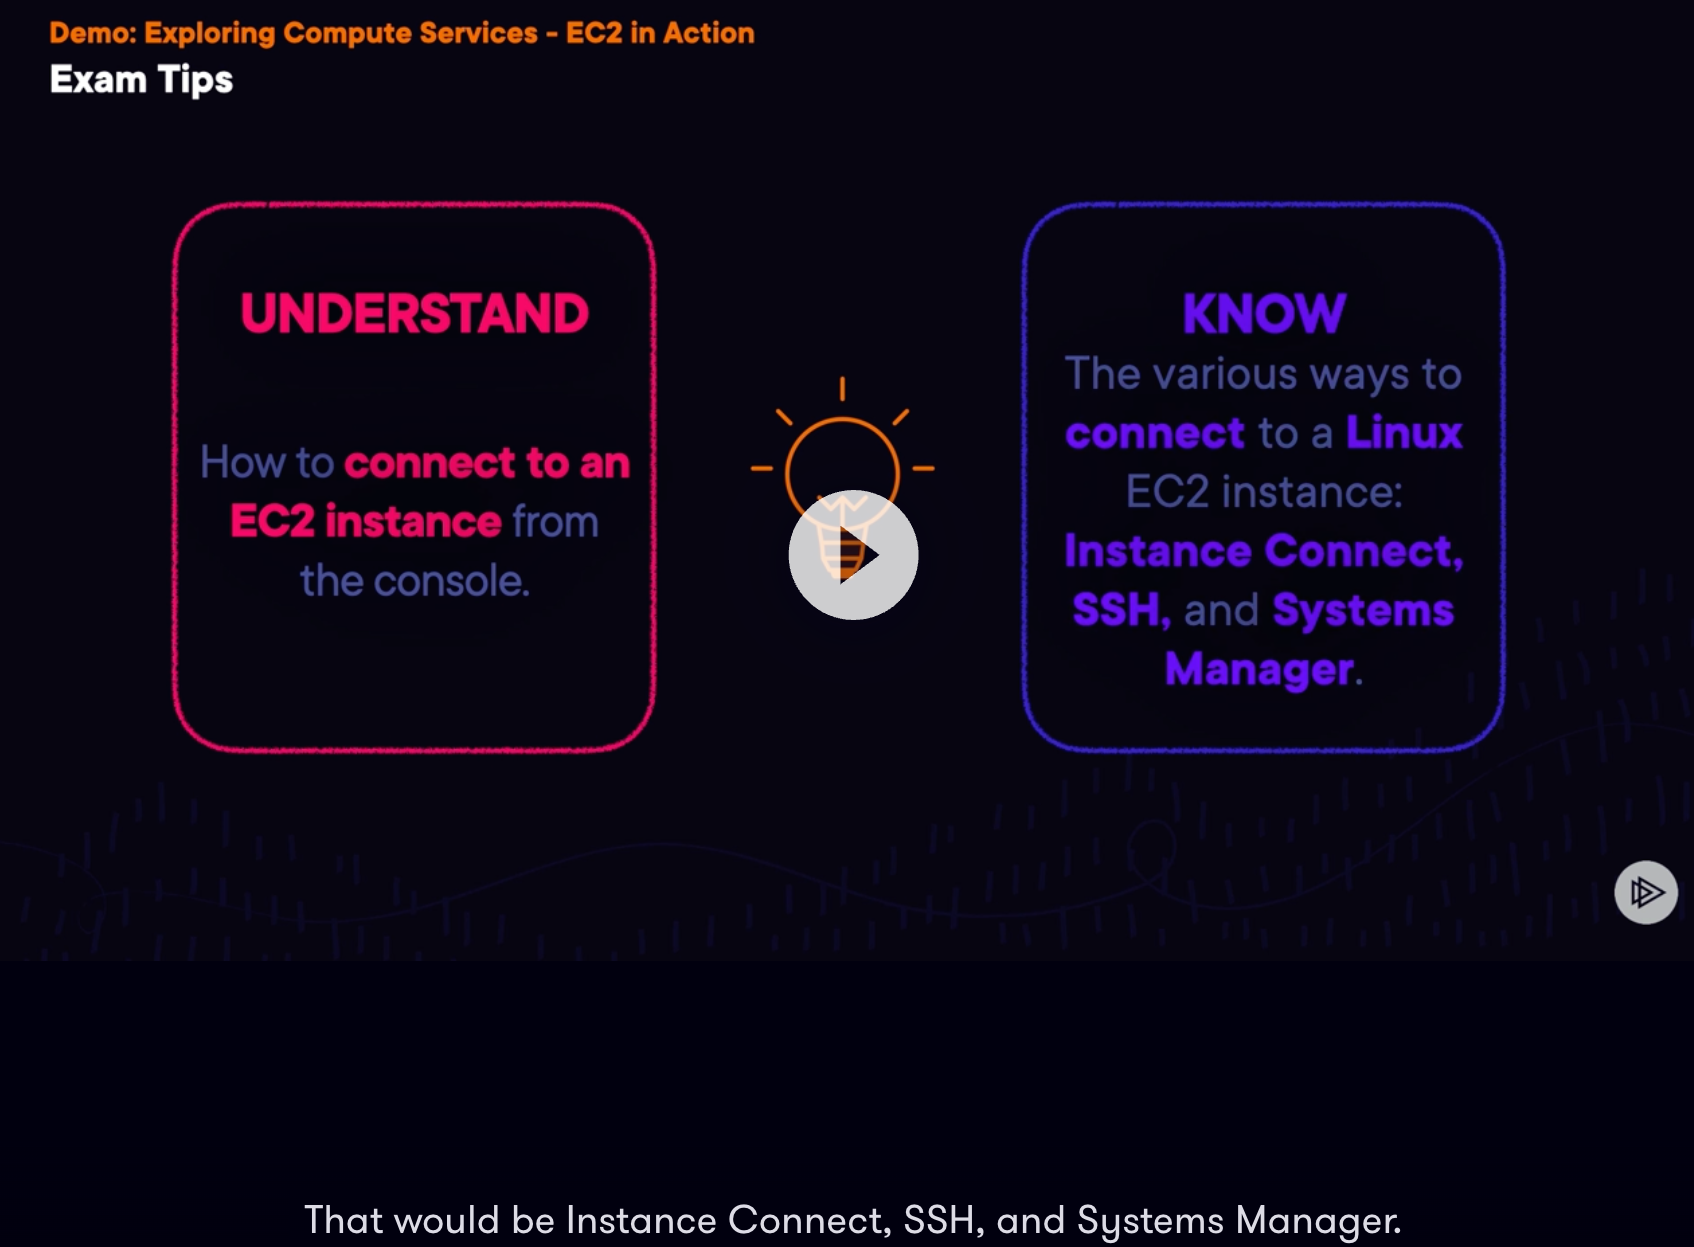 Demo: Exploring Compute Services - EC2 in Action
Exam Tips
UNDERSTAND
How to connect to an
EC2 instance from
the console.
KNOW
The various ways to
connect to a Linux
EC2 instance:
Instance Connect,
SSH, and Systems
Manager.
That would be Instance Connect, SSH, and Systems Manager.